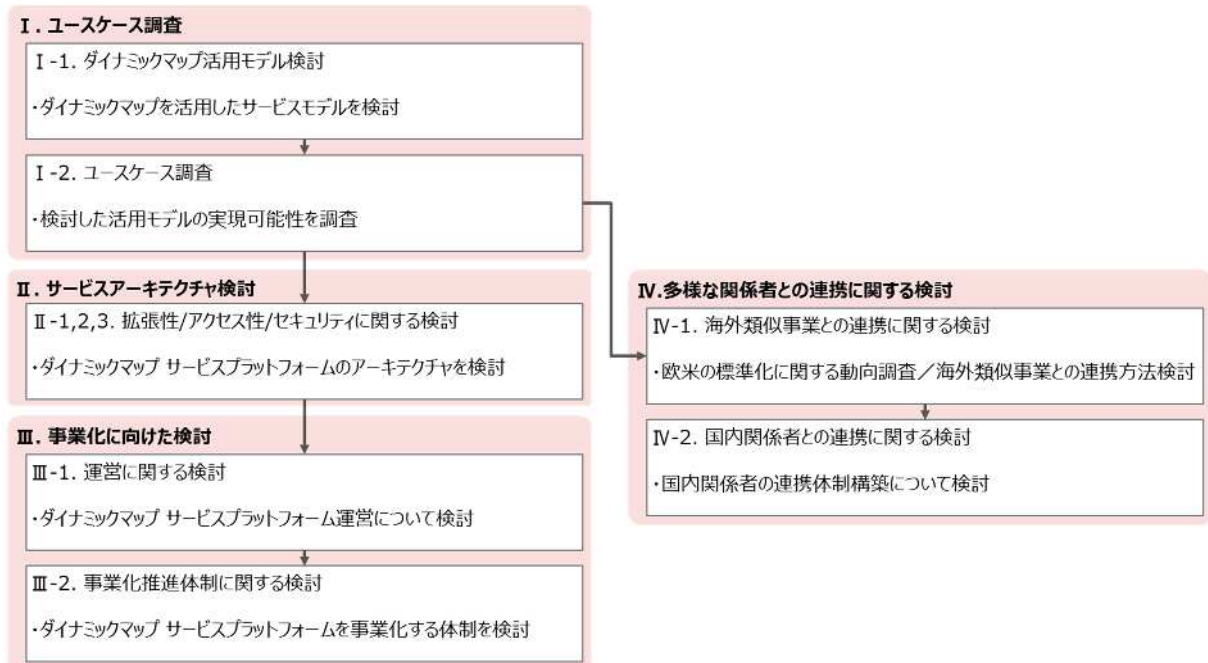 Ⅰ. ユースケース調査
Ⅰ-1. ダイナミックマップ活用モデル検討
・ダイナミックマップを活用したサービスモデルを検討
Ⅰ-2. ユースケース調査
・検討した活用モデルの実現可能性を調査
Ⅱ. サービスアーキテクチャ検討
Ⅱ-1,2,3. 拡張性/アクセス性/セキュリティに関する検討
・ダイナミックマップ サービスプラットフォームのアーキテクチャを検討
Ⅲ. 事業化に向けた検討
Ⅲ-1. 運営に関する検討
・ダイナミックマップ サービスプラットフォーム運営について検討
Ⅲ-2. 事業化推進体制に関する検討
・ダイナミックマップ サービスプラットフォームを事業化する体制を検討
Ⅳ.多様な関係者との連携に関する検討
Ⅳ-1. 海外類似事業との連携に関する検討
・欧米の標準化に関する動向調査／海外類似事業との連携方法検討
Ⅳ-2. 国内関係者との連携に関する検討
・国内関係者の連携体制構築について検討